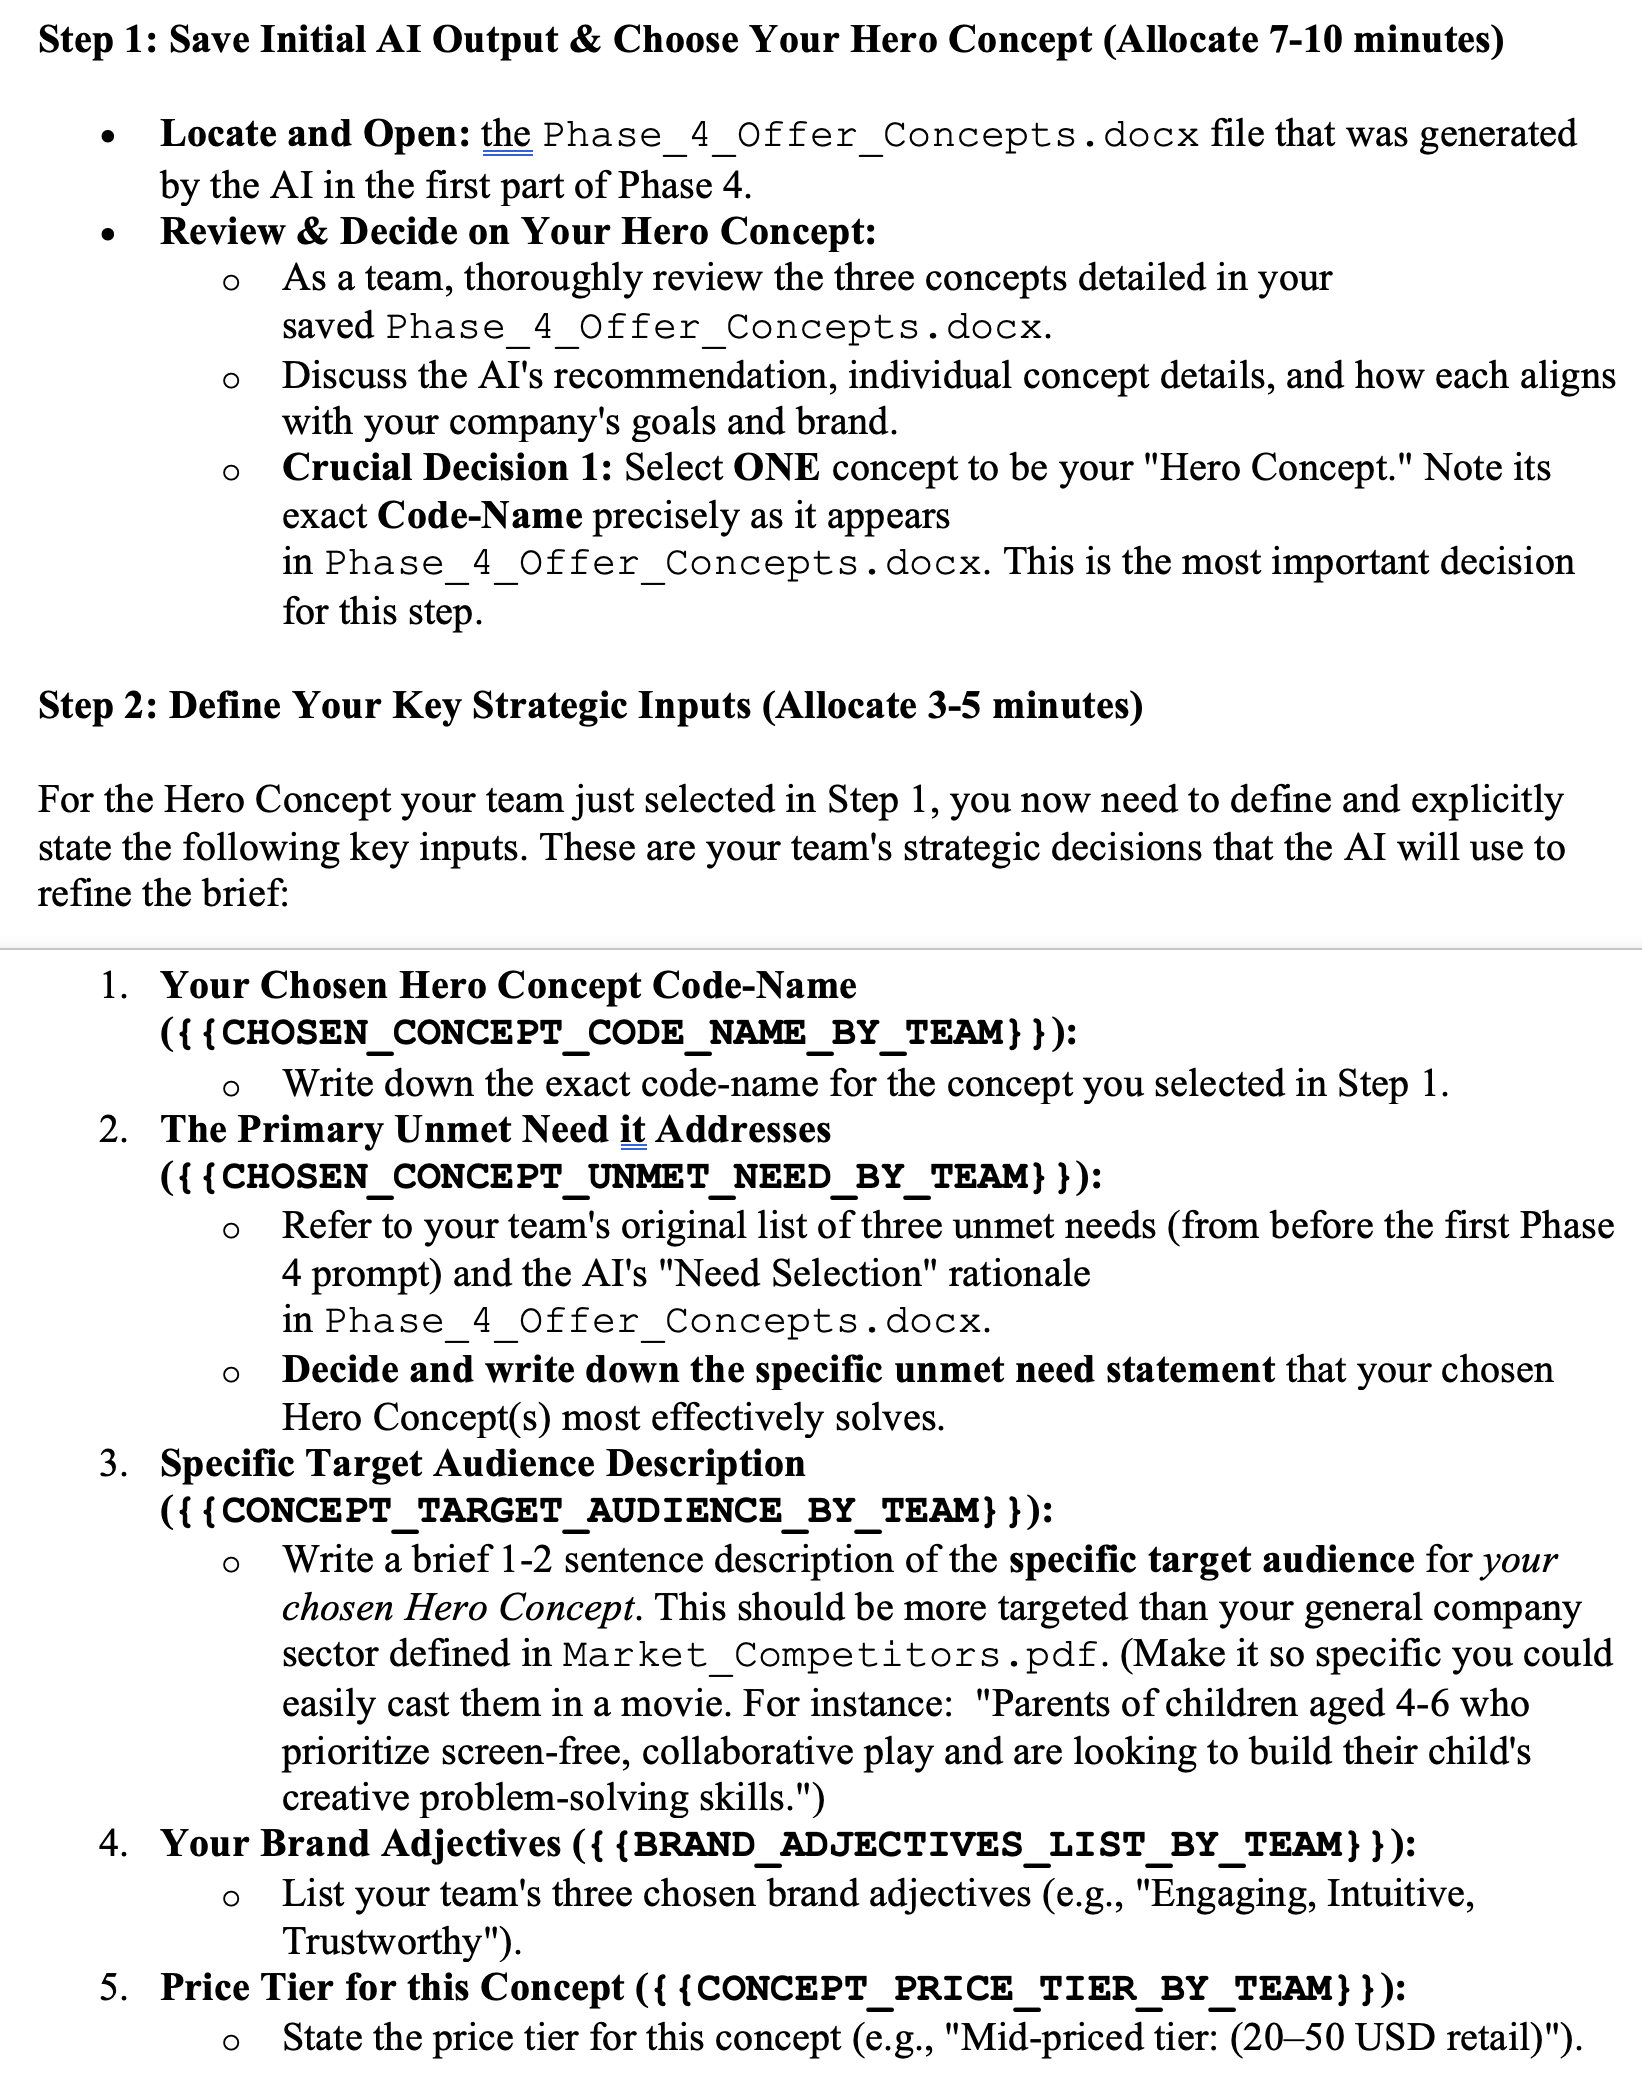 Step 1: Save Initial AI Output & Choose Your Hero Concept (Allocate 7-10 minutes)
• Locate and Open: the Phase_4_Offer_Concepts.docx file that was generated
by the AI in the first part of Phase 4.
• Review & Decide on Your Hero Concept:
o As a team, thoroughly review the three concepts detailed in your
saved Phase_4_Offer_Concepts.docx.
o Discuss the AI's recommendation, individual concept details, and how each aligns
with your company's goals and brand.
o Crucial Decision 1: Select ONE concept to be your "Hero Concept." Note its
exact Code-Name precisely as it appears
in Phase_4_Offer_Concepts.docx. This is the most important decision
for this step.
Step 2: Define Your Key Strategic Inputs (Allocate 3-5 minutes)
For the Hero Concept your team just selected in Step 1, you now need to define and explicitly
state the following key inputs. These are your team's strategic decisions that the AI will use to
refine the brief:
1. Your Chosen Hero Concept Code-Name
({{CHOSEN_CONCEPT_CODE_NAME_BY_TEAM}}):
o Write down the exact code-name for the concept you selected in Step 1.
2. The Primary Unmet Need it Addresses
({{CHOSEN_CONCEPT_UNMET_NEED_BY_TEAM}}):
o Refer to your team's original list of three unmet needs (from before the first Phase
4 prompt) and the AI's "Need Selection" rationale
in Phase_4_Offer_Concepts.docx.
o Decide and write down the specific unmet need statement that your chosen
Hero Concept(s) most effectively solves.
3. Specific Target Audience Description
({{CONCEPT_TARGET_AUDIENCE_BY_TEAM}}):
o Write a brief 1-2 sentence description of the specific target audience for your
chosen Hero Concept. This should be more targeted than your general company
sector defined in Market_Competitors.pdf. (Make it so specific you could
easily cast them in a movie. For instance:  "Parents of children aged 4-6 who
prioritize screen-free, collaborative play and are looking to build their child's
creative problem-solving skills.")
4. Your Brand Adjectives ({{BRAND_ADJECTIVES_LIST_BY_TEAM}}):
o List your team's three chosen brand adjectives (e.g., "Engaging, Intuitive,
Trustworthy").
5. Price Tier for this Concept ({{CONCEPT_PRICE_TIER_BY_TEAM}}):
o State the price tier for this concept (e.g., "Mid-priced tier: (20–50 USD retail)").